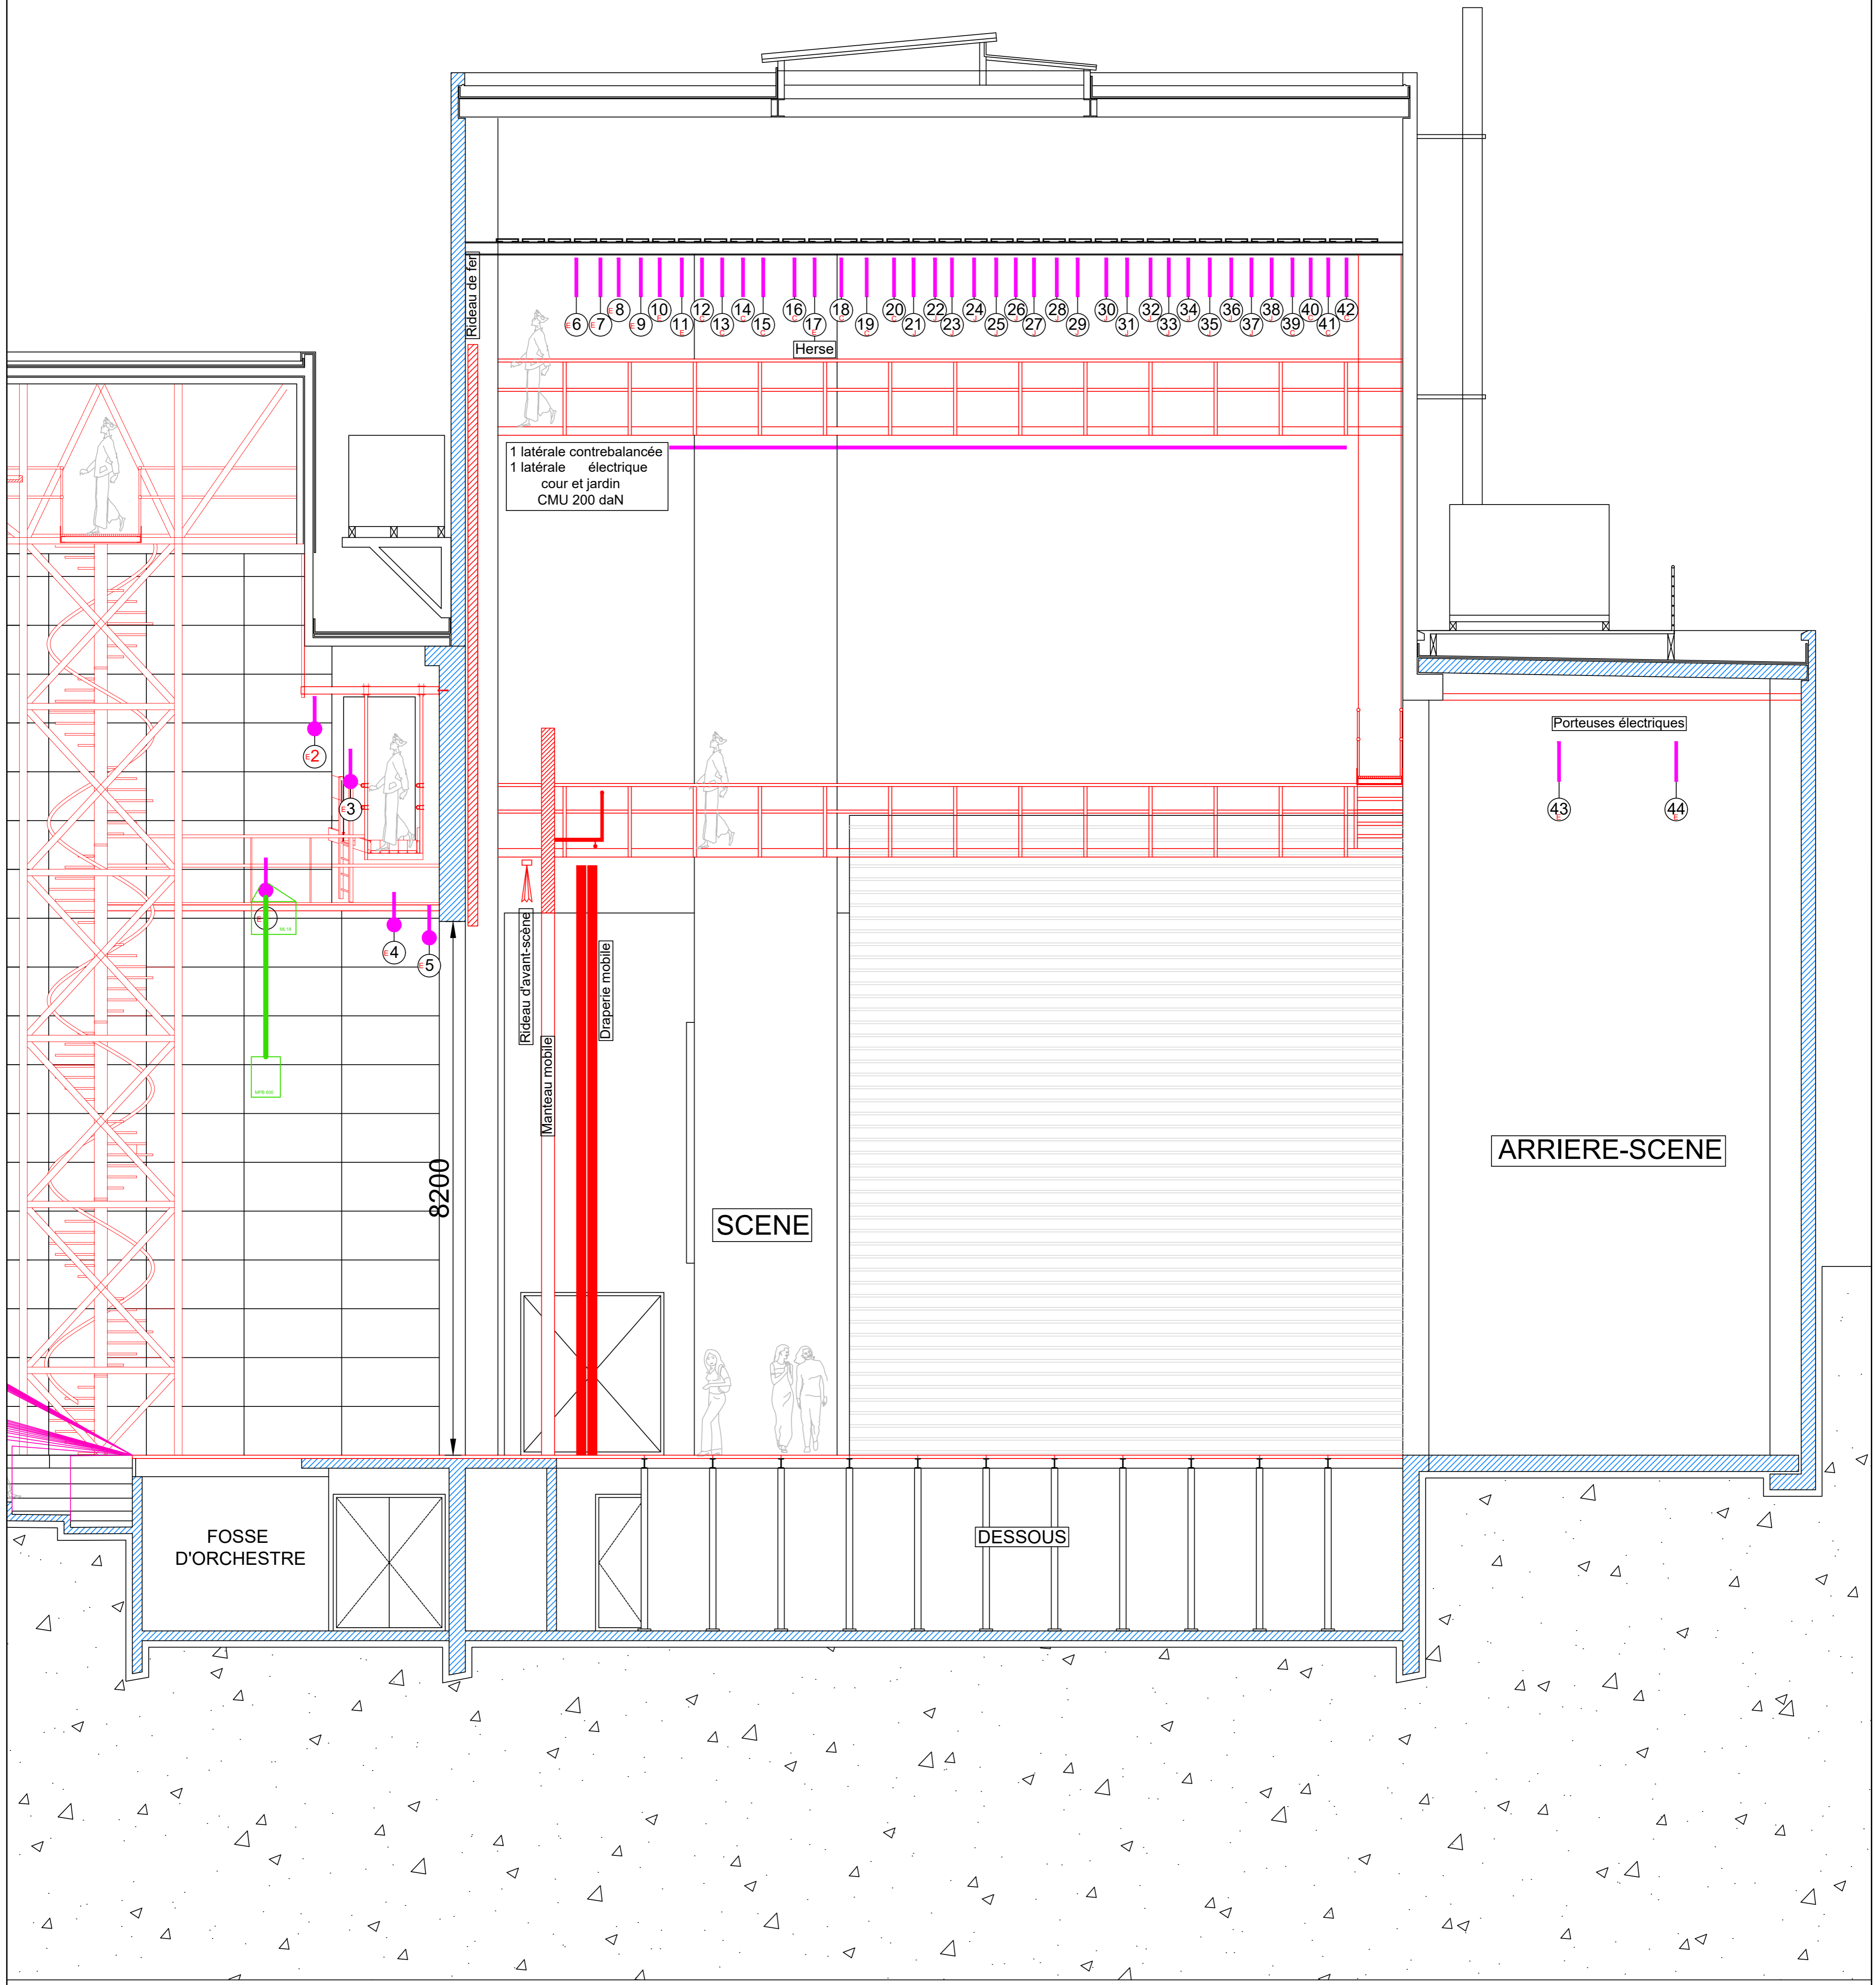 Rideau de fer
E 6
E 7
E 8
E 9
10 E
11 E
12 C
13 C
14 C
15 C
16 C
17 E
18 C
19 C
20 C
21 J
22 J
23 J
24 J
25 J
26 J
27 J
28 J
29 J
30 J
31 J
32 J
33 J
34 J
35 J
36 J
37 J
38 J
39 C
40 C
41 C
42 C
Herse
1 latérale contrebalancée
1 latérale électrique
cour et jardin
CMU 200 daN
E 2
E 3
Porteuses électriques
43 E
44 E
E
E 4
E 5
Rideau d'avant-scène
Manteau mobile
Draperie mobile
8200
SCENE
ARRIERE-SCENE
FOSSE
D'ORCHESTRE
DESSOUS